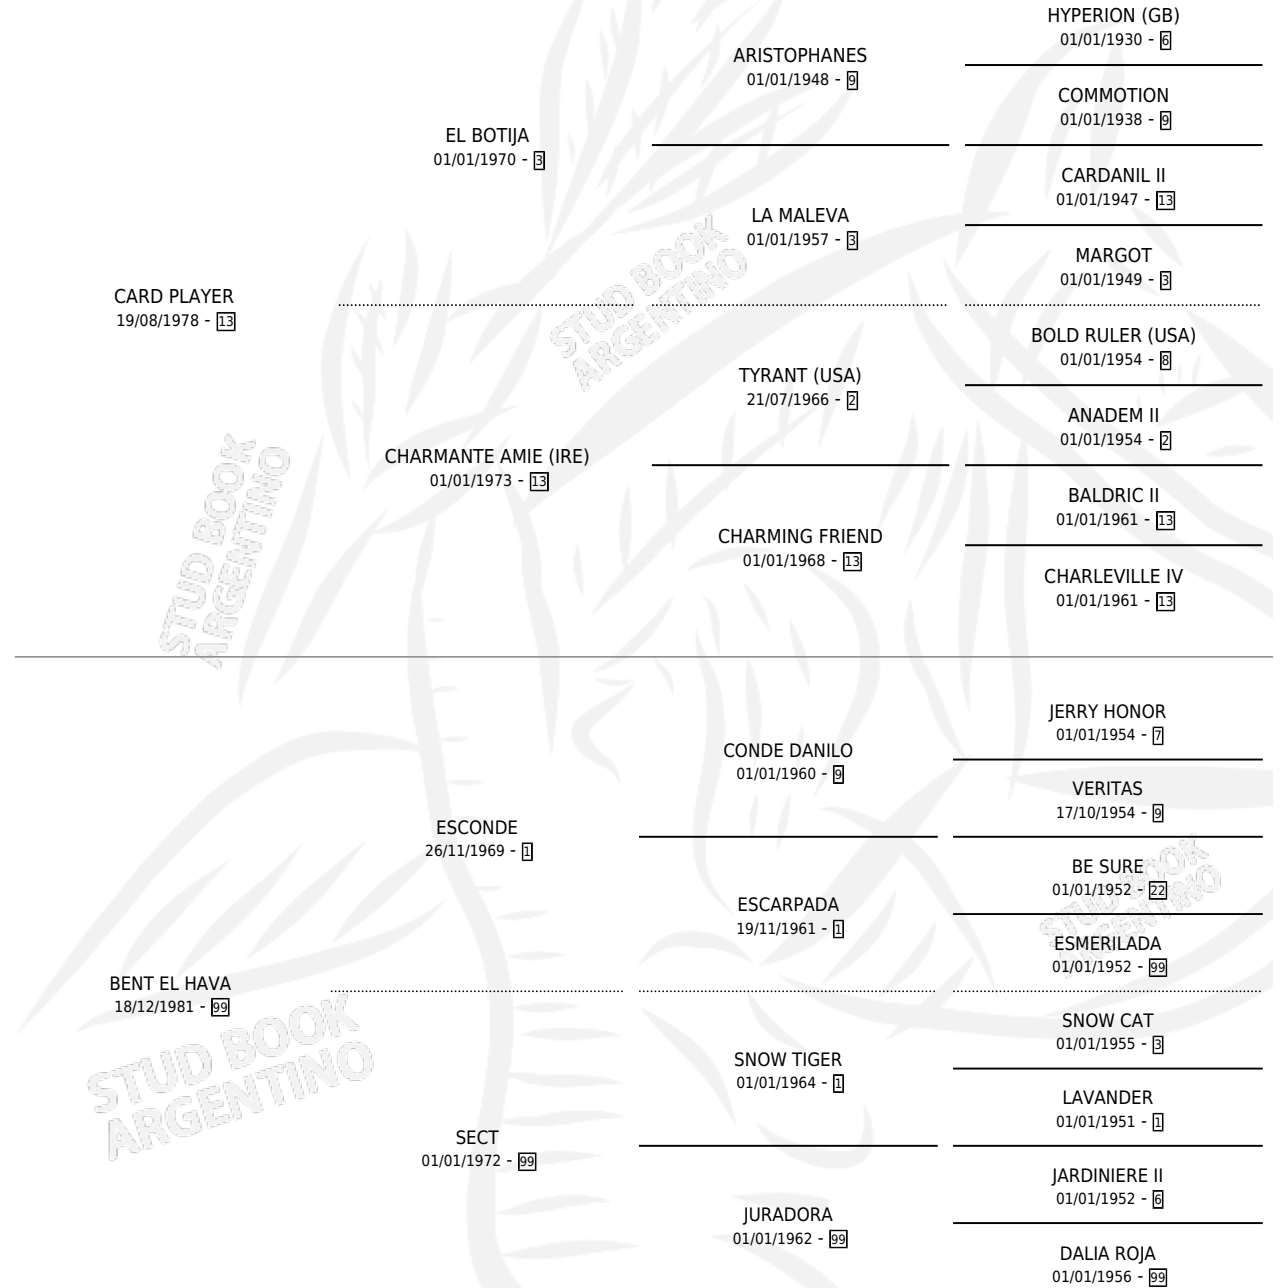 HYPERION (GB)
01/01/1930 - 6
ARISTOPHANES
01/01/1948 - 9
COMMOTION
01/01/1938 - 9
EL BOTIJA
01/01/1970 - 3
CARDANIL II
01/01/1947 - 13
LA MALEVA
01/01/1957 - 3
MARGOT
01/01/1949 - 3
CARD PLAYER
19/08/1978 - 13
BOLD RULER (USA)
01/01/1954 - 8
TYRANT (USA)
21/07/1966 - 2
ANADEM II
01/01/1954 - 2
CHARMANTE AMIE (IRE)
01/01/1973 - 13
BALDRIC II
01/01/1961 - 13
CHARMING FRIEND
01/01/1968 - 13
CHARLEVILLE IV
01/01/1961 - 13
JERRY HONOR
01/01/1954 - 7
CONDE DANILO
01/01/1960 - 9
VERITAS
17/10/1954 - 9
ESCONDE
26/11/1969 - 1
BE SURE
01/01/1952 - 22
ESCARPADA
19/11/1961 - 1
ESMERILADA
01/01/1952 - 99
BENT EL HAVA
18/12/1981 - 99
SNOW CAT
01/01/1955 - 3
SNOW TIGER
01/01/1964 - 1
LAVANDER
01/01/1951 - 1
SECT
01/01/1972 - 99
JARDINIERE II
01/01/1952 - 6
JURADORA
01/01/1962 - 99
DALIA ROJA
01/01/1956 - 99
STUD BOOK
ARGENTINO
STUD BOOK
ARGENTINO
STUD BOOK
ARGENTINO
STUD BOOK
ARGENTINO